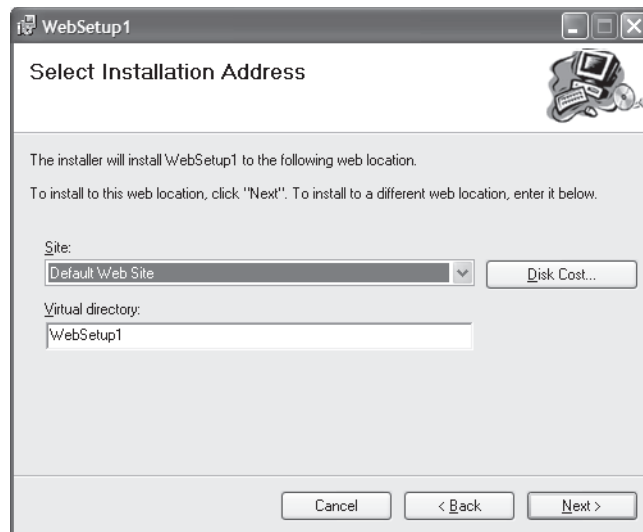 WebSetup1
Select Installation Address
The installer will install WebSetup1 to the following web location.
To install to this web location, click "Next". To install to a different web location, enter it below.
Site:
Default Web Site
Disk Cost...
Virtual directory:
WebSetup1
Cancel
< Back
Next >